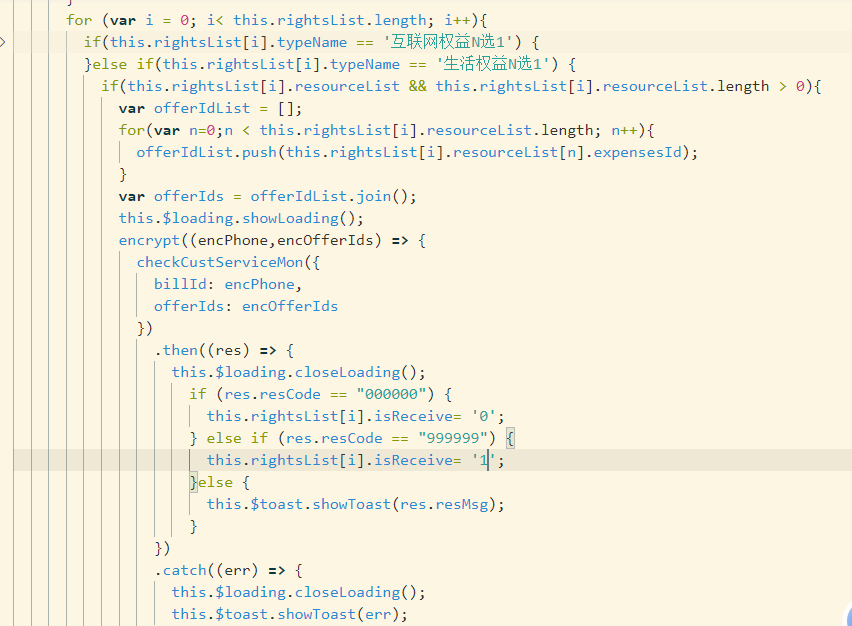 for (var i = 0; i< this.rightsList.length; i++){
if(this.rightsList[i].typeName == '互联网权益N选1') {
}else if(this.rightsList[i].typeName == '生活权益N选1') {
if(this.rightsList[i].resourceList && this.rightsList[i].resourceList.length > 0){
var offerIdList = [];
for(var n=0;n < this.rightsList[i].resourceList.length; n++){
offerIdList.push(this.rightsList[i].resourceList[n].expensesId);
}
var offerIds = offerIdList.join();
this.$loading.showLoading();
encrypt((encPhone,encOfferIds) => {
checkCustServiceMon({
billId: encPhone,
offerIds: encOfferIds
})
.then((res) => {
this.$loading.closeLoading();
if (res.resCode == "000000") {
this.rightsList[i].isReceive= '0';
} else if (res.resCode == "999999") {
this.rightsList[i].isReceive= '1';
}else {
this.$toast.showToast(res.resMsg);
}
})
.catch((err) => {
this.$loading.closeLoading();
this.$toast.showToast(err);